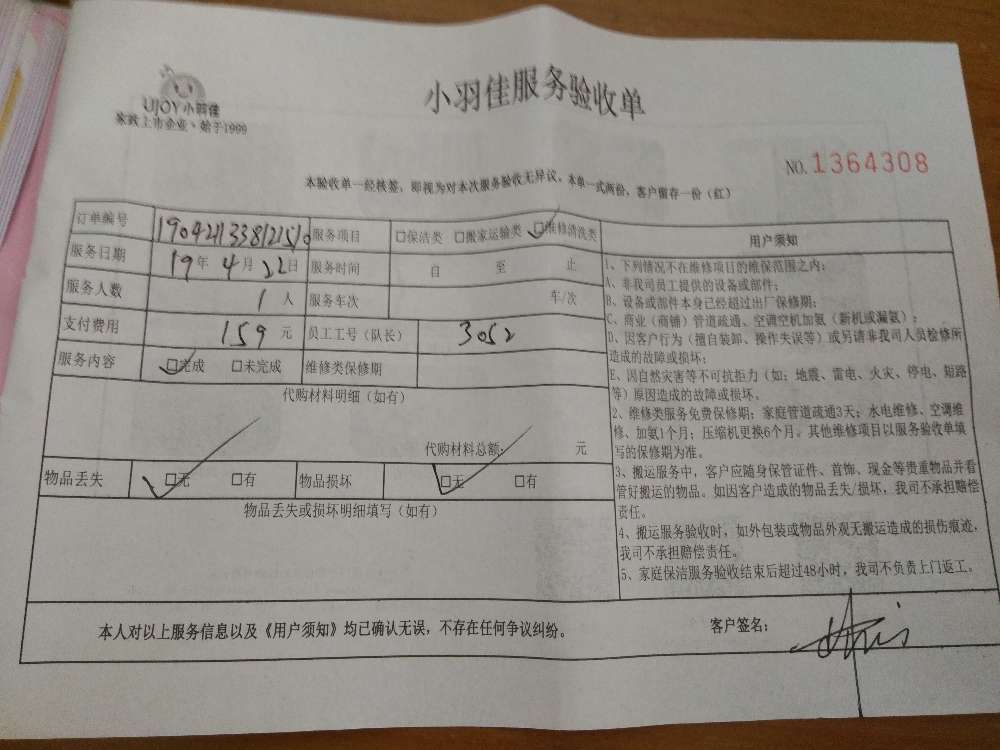 UJOY小羽佳
家政上市企业、始于1999
小羽佳服务验收单
NO. 1364308
本验收单一经核签，即视为对本次服务验收无异议，本单一式两份，客户留存一份（红）
订单编号
服务项目 □保洁类 □搬家运输类 □维修清洗类
服务日期 19年 4月 22日 服务时间 自 至 止
服务人数 1 人 服务车次 车/次
支付费用 159 元 员工工号（队长） 3052
服务内容 □完成 □未完成 维修类保修期
代购材料明细（如有）
代购材料总额： 元
物品丢失 □无 □有 物品损坏 □无 □有
物品丢失或损坏明细填写（如有）
用户须知
1、下列情况不在维修项目的维保范围之内：
A、非我司员工提供的设备或部件；
B、设备或部件本身已经超过出厂保修期；
C、商业（商铺）管道疏通、空调空机加氨（新机或漏氨）；
D、因客户行为（擅自装卸、操作失误等）或另请非我司人员检修所
造成的故障或损坏；
E、因自然灾害等不可抗拒力（如：地震、雷电、火灾、停电、短路
等）原因造成的故障或损坏。
2、维修类服务免费保修期：家庭管道疏通3天；水电维修、空调维
修、加氨1个月；压缩机更换6个月。其他维修项目以服务验收单填
写的保修期为准。
3、搬运服务中，客户应随身保管证件、首饰、现金等贵重物品并看
管好搬运的物品。如因客户造成的物品丢失/损坏，我司不承担赔偿
责任。
4、搬运服务验收时，如外包装或物品外观无搬运造成的损伤痕迹，
我司不承担赔偿责任。
5、家庭保洁服务验收结束后超过48小时，我司不负责上门返工。
本人对以上服务信息以及《用户须知》均已确认无误，不存在任何争议纠纷。
客户签名：